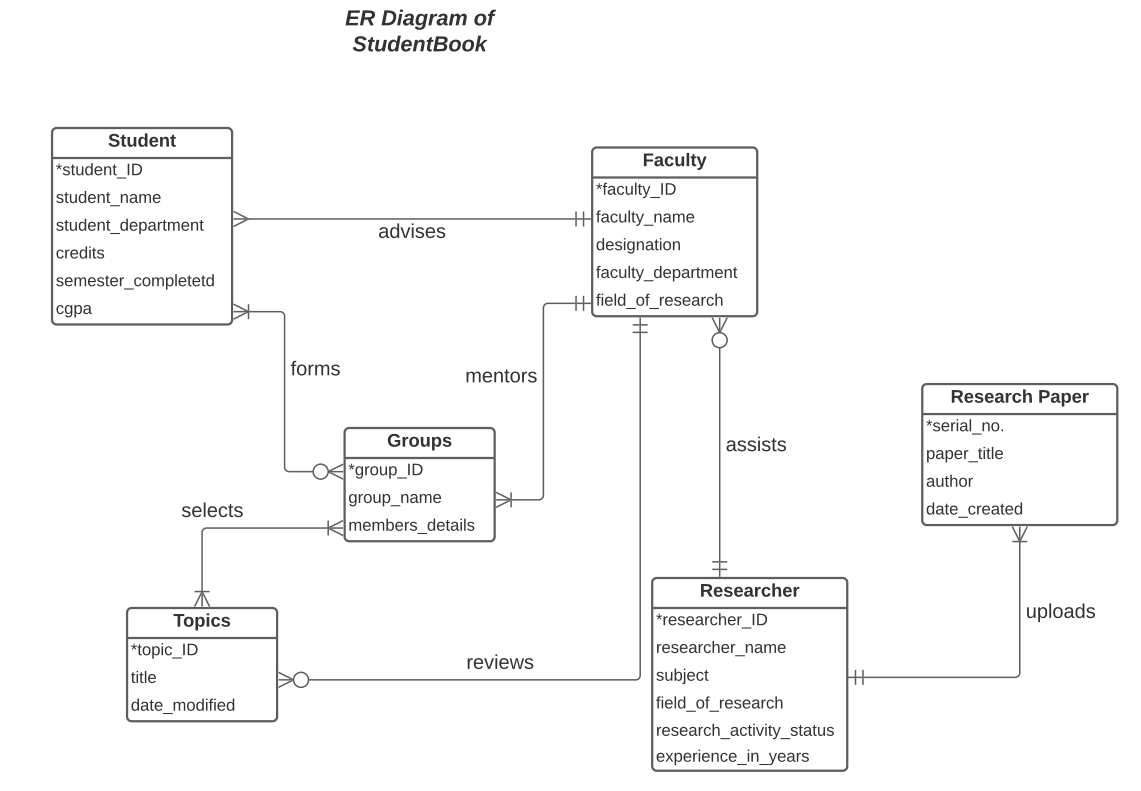 ER Diagram of
StudentBook
Student
*student_ID
student_name
student_department
credits
semester_completetd
cgpa
Faculty
*faculty_ID
faculty_name
designation
faculty_department
field_of_research
advises
forms
mentors
assists
Research Paper
*serial_no.
paper_title
author
date_created
Groups
*group_ID
group_name
members_details
selects
Topics
*topic_ID
title
date_modified
reviews
Researcher
*researcher_ID
researcher_name
subject
field_of_research
research_activity_status
experience_in_years
uploads